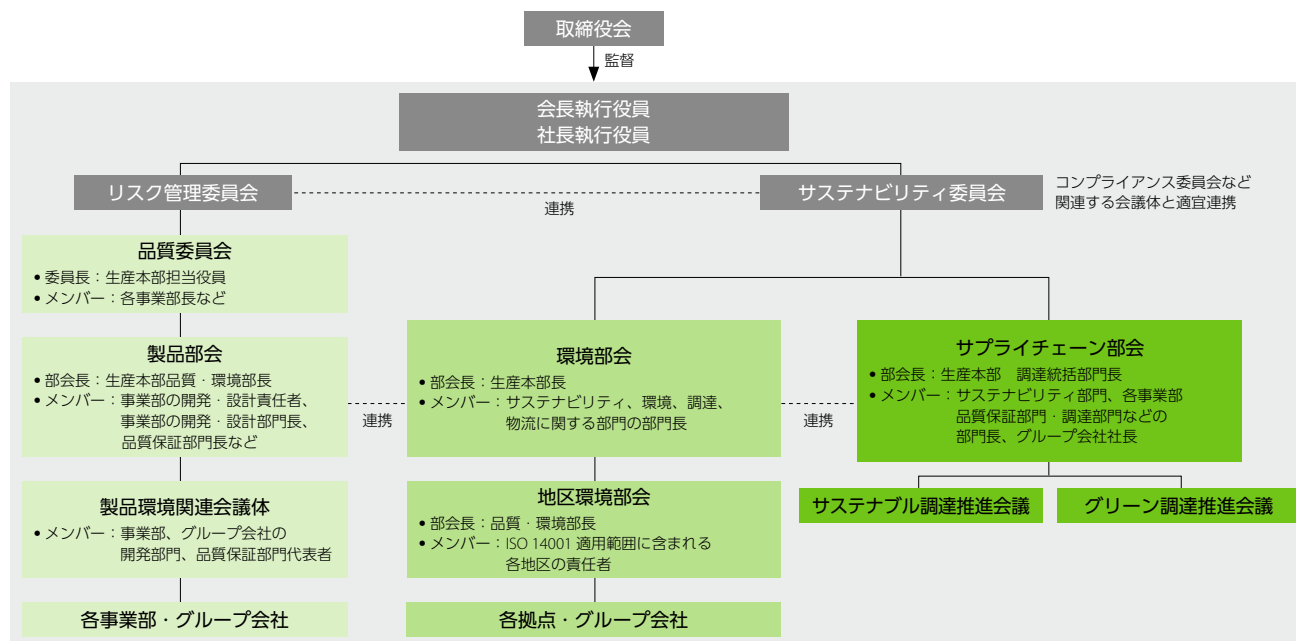 取締役会
監督
会長執行役員
社長執行役員
リスク管理委員会
連携
サステナビリティ委員会
コンプライアンス委員会など
関連する会議体と適宜連携
品質委員会
• 委員長：生産本部担当役員
• メンバー：各事業部長など
製品部会
• 部会長：生産本部品質・環境部長
• メンバー：事業部の開発・設計責任者、
事業部の開発・設計部門長、
品質保証部門長など
連携
環境部会
• 部会長：生産本部長
• メンバー：サステナビリティ、環境、調達、
物流に関する部門の部門長
連携
サプライチェーン部会
• 部会長：生産本部　調達統括部門長
• メンバー：サステナビリティ部門、各事業部
品質保証部門・調達部門などの
部門長、グループ会社社長
製品環境関連会議体
• メンバー：事業部、グループ会社の
開発部門、品質保証部門代表者
地区環境部会
• 部会長：品質・環境部長
• メンバー：ISO 14001 適用範囲に含まれる
各地区の責任者
サステナブル調達推進会議
グリーン調達推進会議
各事業部・グループ会社
各拠点・グループ会社